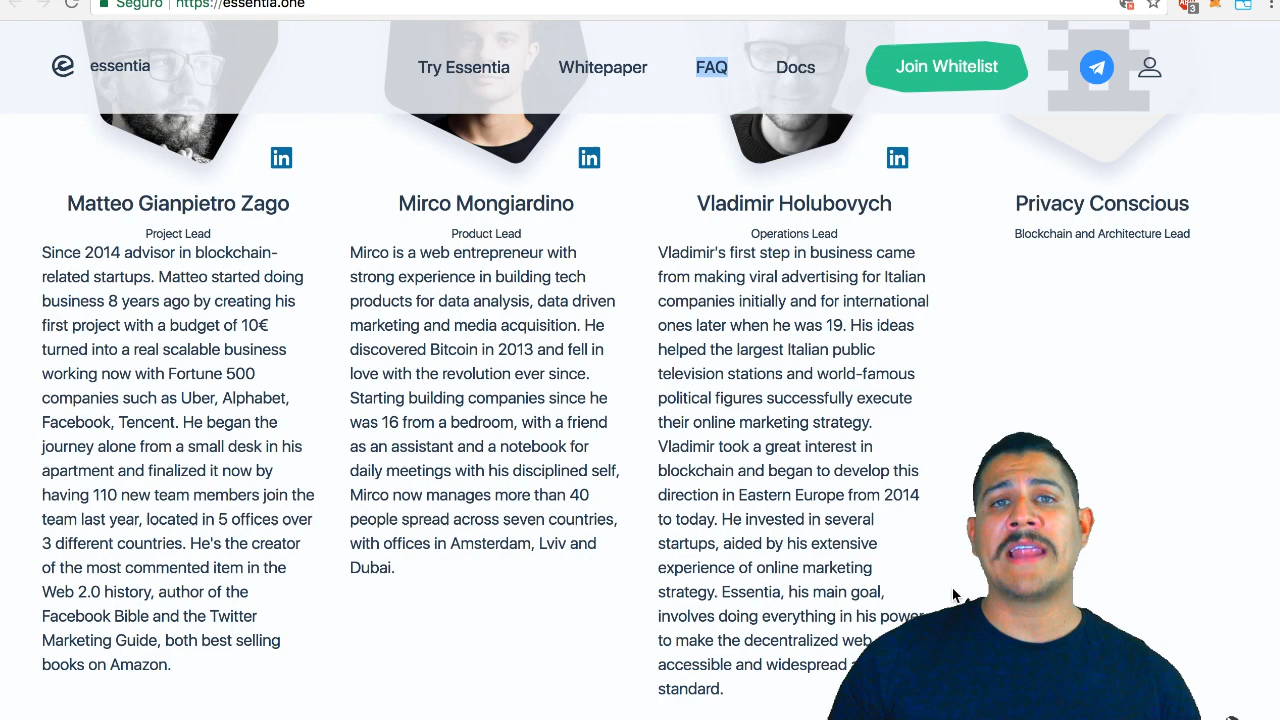 Seguro https://essentia.one
3
essentia
Try Essentia
Whitepaper
FAQ
Docs
Join Whitelist
in
in
in
Matteo Gianpietro Zago
Project Lead
Since 2014 advisor in blockchain-
related startups. Matteo started doing
business 8 years ago by creating his
first project with a budget of 10€
turned into a real scalable business
working now with Fortune 500
companies such as Uber, Alphabet,
Facebook, Tencent. He began the
journey alone from a small desk in his
apartment and finalized it now by
having 110 new team members join the
team last year, located in 5 offices over
3 different countries. He's the creator
of the most commented item in the
Web 2.0 history, author of the
Facebook Bible and the Twitter
Marketing Guide, both best selling
books on Amazon.
Mirco Mongiardino
Product Lead
Mirco is a web entrepreneur with
strong experience in building tech
products for data analysis, data driven
marketing and media acquisition. He
discovered Bitcoin in 2013 and fell in
love with the revolution ever since.
Starting building companies since he
was 16 from a bedroom, with a friend
as an assistant and a notebook for
daily meetings with his disciplined self,
Mirco now manages more than 40
people spread across seven countries,
with offices in Amsterdam, Lviv and
Dubai.
Vladimir Holubovych
Operations Lead
Vladimir's first step in business came
from making viral advertising for Italian
companies initially and for international
ones later when he was 19. His ideas
helped the largest Italian public
television stations and world-famous
political figures successfully execute
their online marketing strategy.
Vladimir took a great interest in
blockchain and began to develop this
direction in Eastern Europe from 2014
to today. He invested in several
startups, aided by his extensive
experience of online marketing
strategy. Essentia, his main goal,
involves doing everything in his power
to make the decentralized web
accessible and widespread
standard.
Privacy Conscious
Blockchain and Architecture Lead